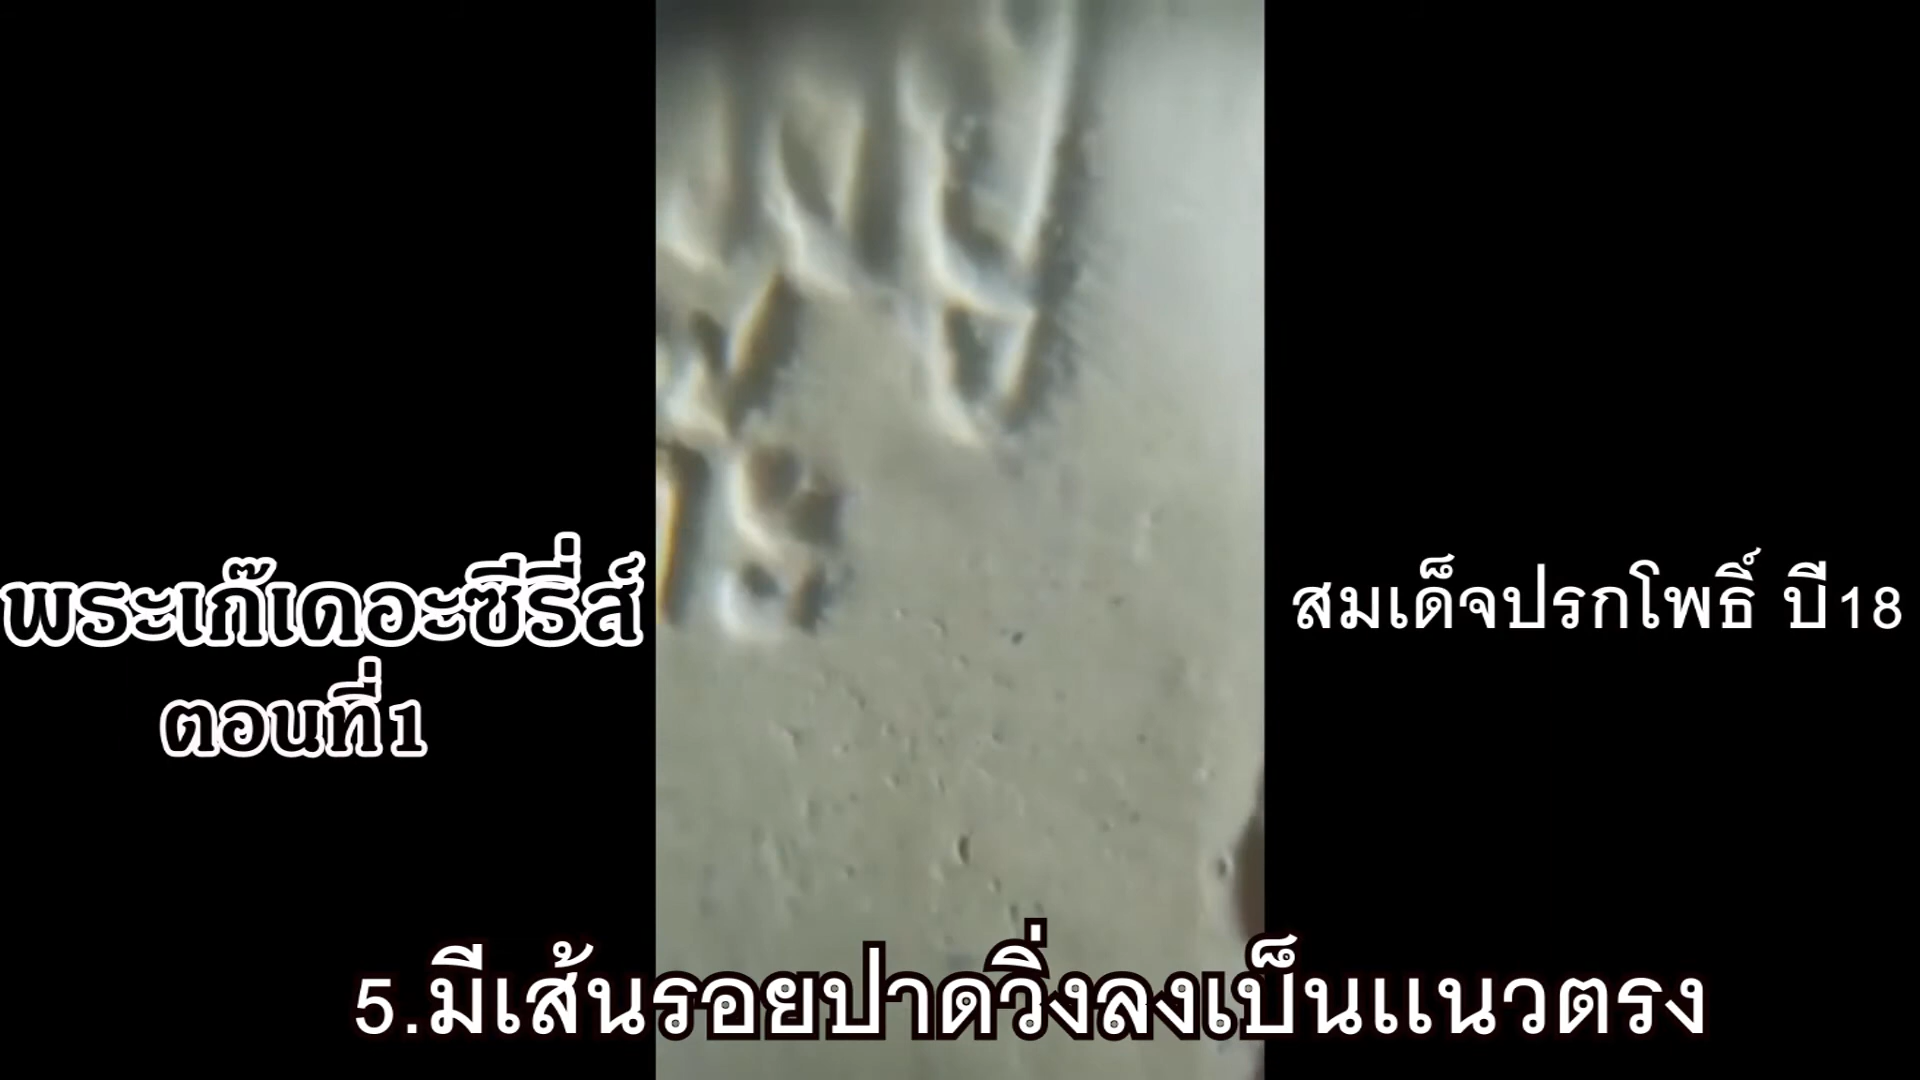 พระเก๊เดอะซีรี่ส์
ตอนที่1
สมเด็จปรกโพธิ์ ปี18
5.มีเส้นรอยปาดวิ่งลงเป็นแนวตรง